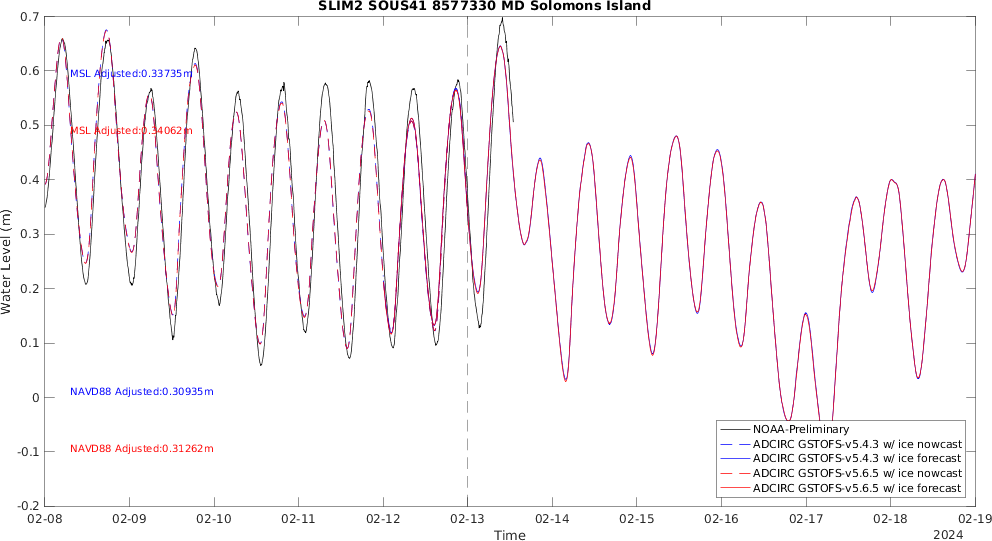 SLIM2 SOUS41 8577330 MD Solomons Island
0.7
0.6
0.5
0.4
0.3
0.2
0.1
0
-0.1
-0.2
Water Level (m)
MSL Adjusted:0.33735m
MSL Adjusted:0.34062m
NAVD88 Adjusted:0.30935m
NAVD88 Adjusted:0.31262m
NOAA-Preliminary
ADCIRC GSTOFS-v5.4.3 w/ ice nowcast
ADCIRC GSTOFS-v5.4.3 w/ ice forecast
ADCIRC GSTOFS-v5.6.5 w/ ice nowcast
ADCIRC GSTOFS-v5.6.5 w/ ice forecast
02-08 02-09 02-10 02-11 02-12 02-13 02-14 02-15 02-16 02-17 02-18 02-19
Time
2024